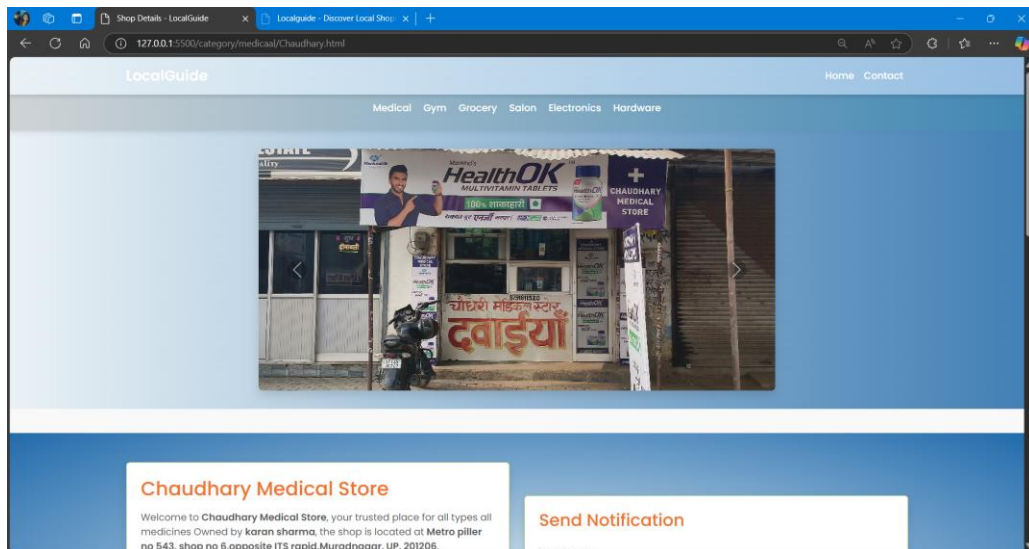 Shop Details - LocalGuide
Localguide - Discover Local Shop
127.0.0.1:5500/category/medicaal/Chaudhary.html
LocalGuide
Home Contact
Medical Gym Grocery Salon Electronics Hardware
ESTATE
Mankind's
HealthOK
MULTIVITAMIN TABLETS
100% शाकाहारी
CHAUDHARY
MEDICAL
STORE
चौधरी मेडिकल स्टोर
दवाईयाँ
Chaudhary Medical Store
Welcome to Chaudhary Medical Store, your trusted place for all types all
medicines Owned by karan sharma, the shop is located at Metro piller
no 543, shop no 6,opposite ITS rapid,Muradnagar, UP, 201206.
Send Notification